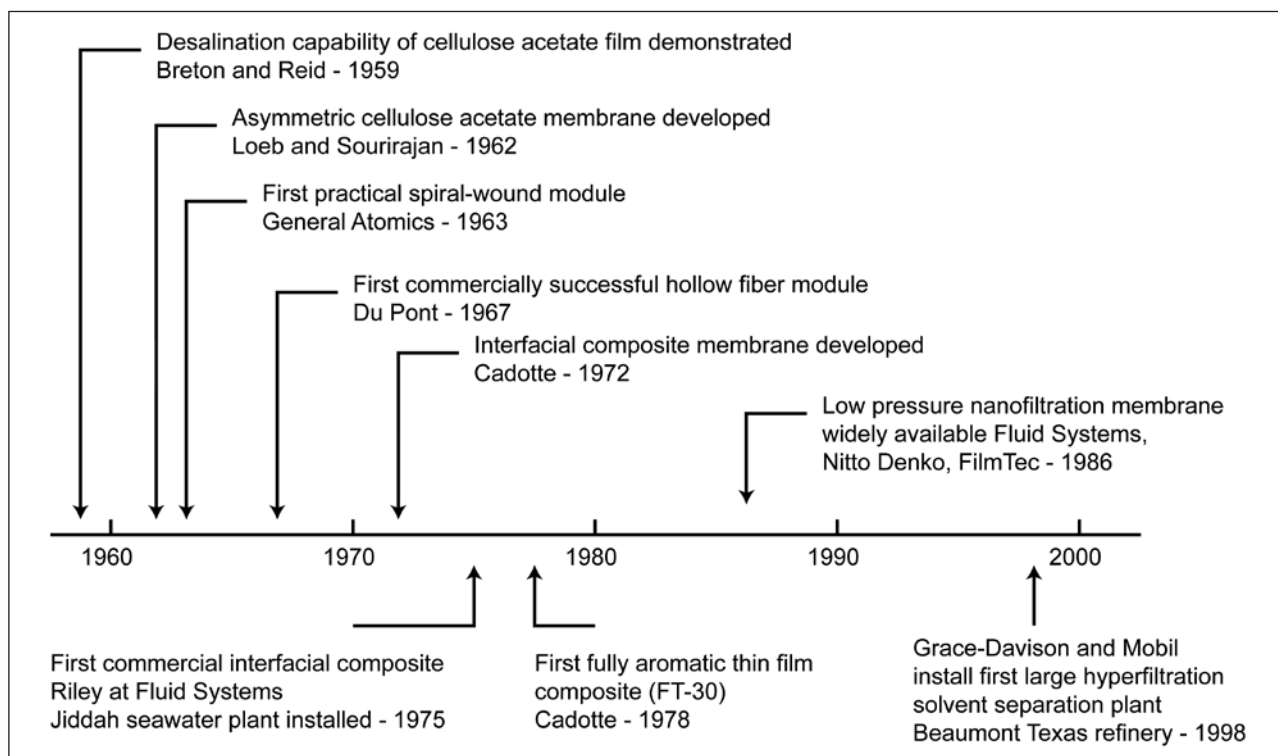 Desalination capability of cellulose acetate film demonstrated
Breton and Reid - 1959
Asymmetric cellulose acetate membrane developed
Loeb and Sourirajan - 1962
First practical spiral-wound module
General Atomics - 1963
First commercially successful hollow fiber module
Du Pont - 1967
Interfacial composite membrane developed
Cadotte - 1972
Low pressure nanofiltration membrane
widely available Fluid Systems,
Nitto Denko, FilmTec - 1986
1960 1970 1980 1990 2000
First commercial interfacial composite
Riley at Fluid Systems
Jiddah seawater plant installed - 1975
First fully aromatic thin film
composite (FT-30)
Cadotte - 1978
Grace-Davison and Mobil
install first large hyperfiltration
solvent separation plant
Beaumont Texas refinery - 1998